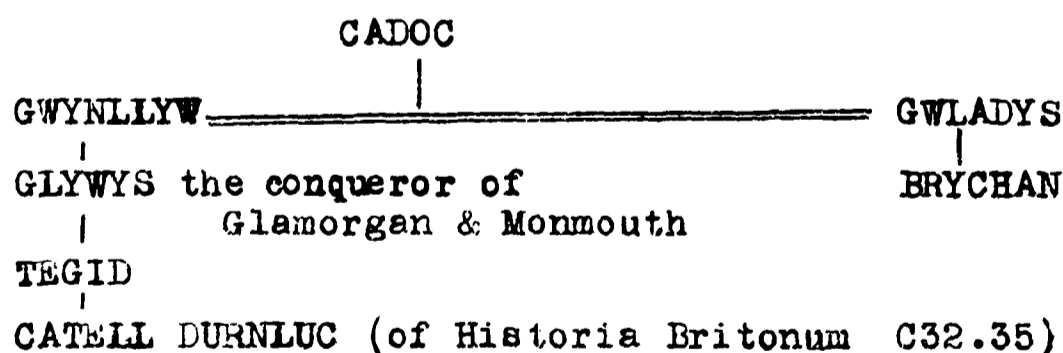 CADOC
GWYNLLYW GWLADYS
GLYWYS the conqueror of BRYCHAN
Glamorgan & Monmouth
TEGID
CATELL DURNLUC (of Historia Britonum C32.35)